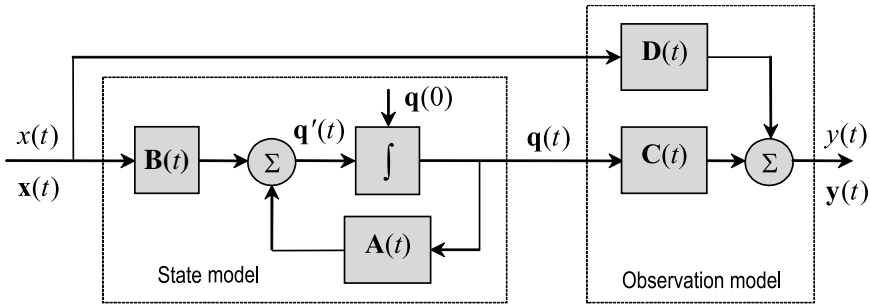 D(t)
q(0)
x(t)
x(t)
B(t)
Σ
q′(t)
∫
q(t)
C(t)
Σ
y(t)
y(t)
A(t)
State model
Observation model